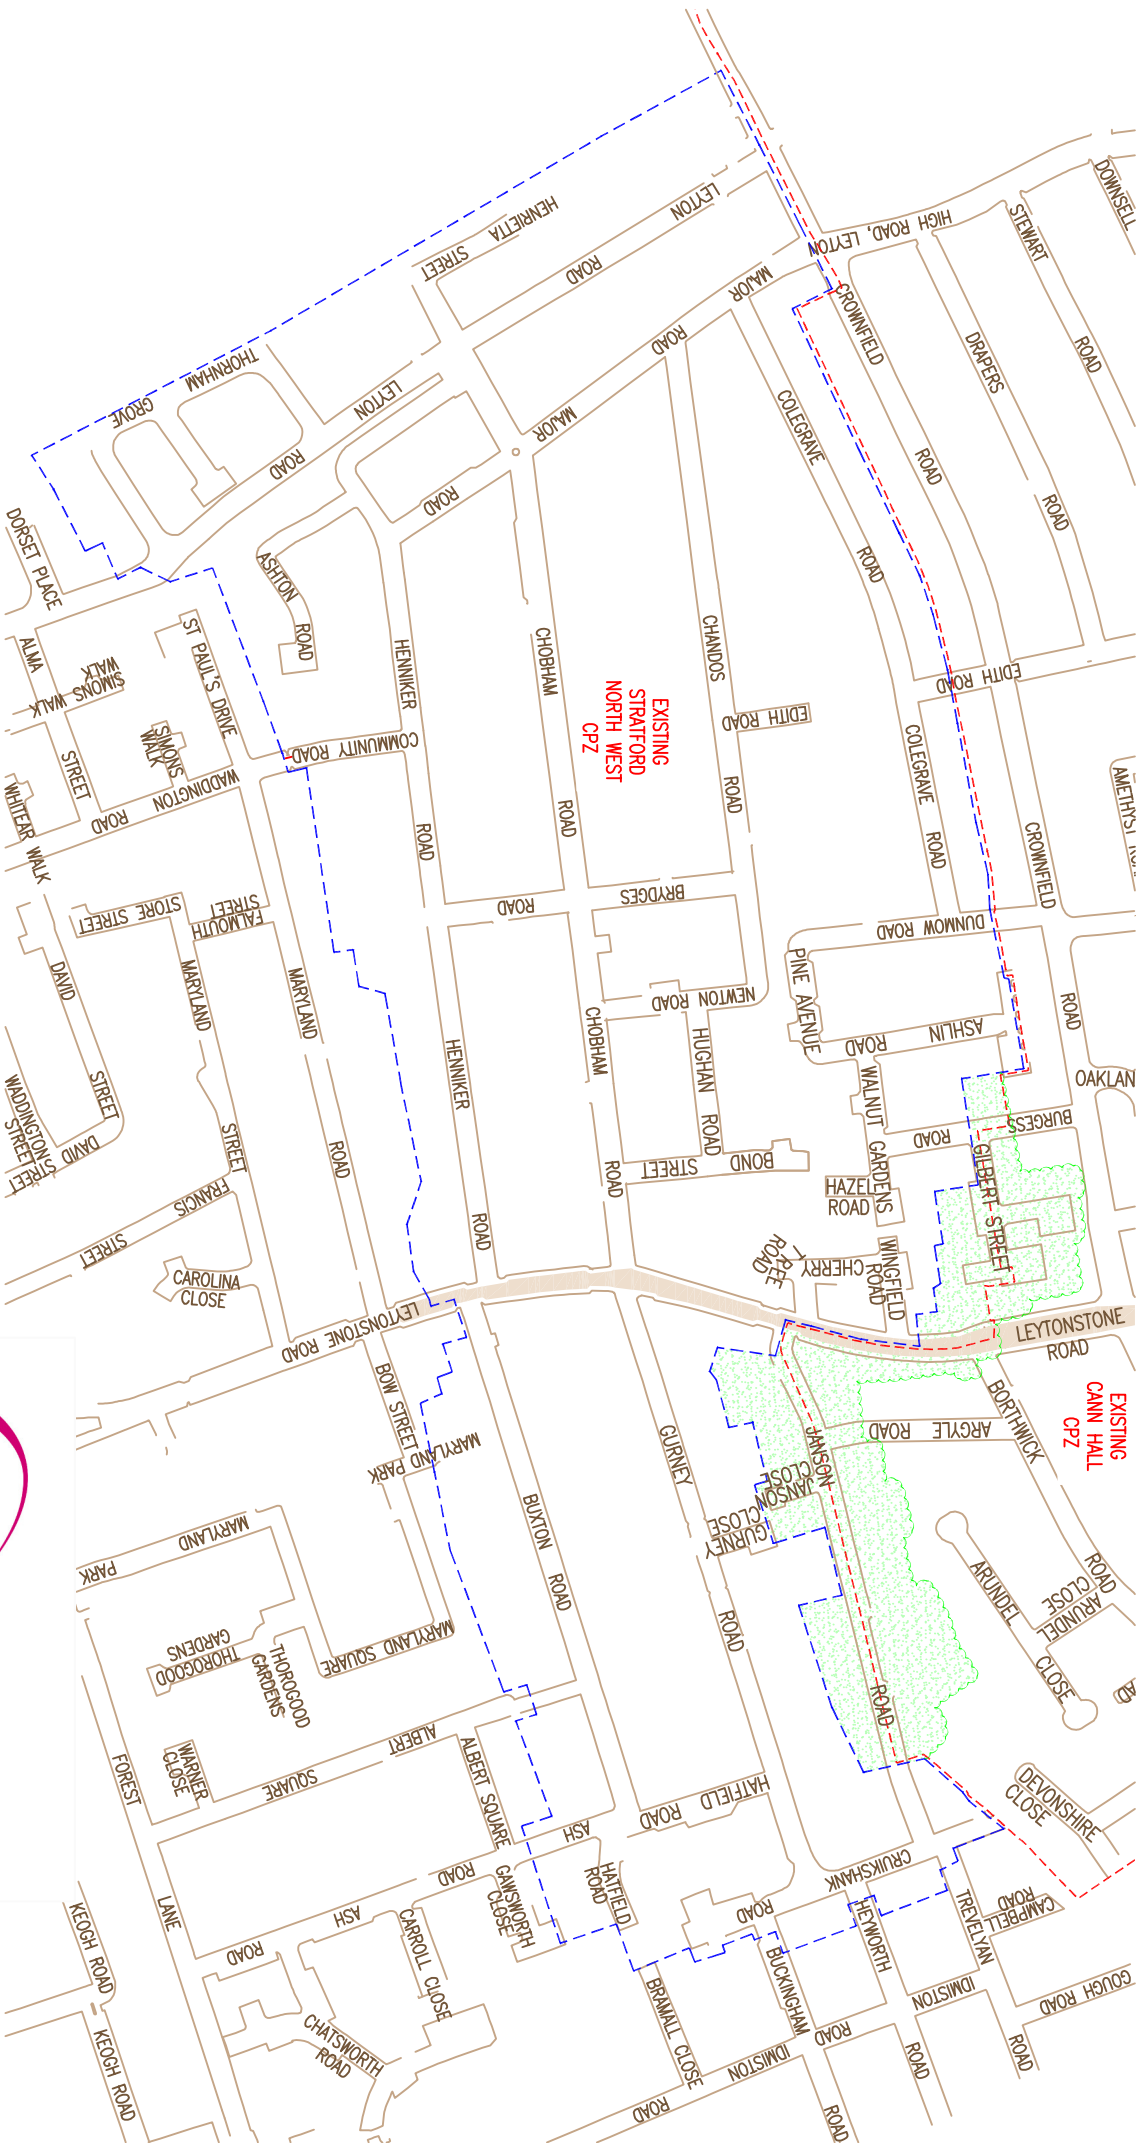 HENRIETTA
STREET
LEYTON
ROAD
HIGH ROAD, LEYTON
DOWNSELL
STEWART
ROAD
MAJOR
ROAD
CROWNFIELD
DRAPERS
THORNHAM
GROVE
LEYTON
ROAD
MAJOR
ROAD
COLEGRAVE
ROAD
ROAD
ROAD
DORSET PLACE
ASHTON
ROAD
ALMA
STREET
SIMONS
WALK
SIMONS WALK
ST PAUL'S DRIVE
SIMONS
WALK
HENNIKER
CHOBHAM
CHANDOS
EDITH ROAD
EDITH ROAD
EXISTING
STRATFORD
NORTH WEST
CPZ
COMMUNITY ROAD
WADDINGTON
ROAD
WHITEAR WALK
COLEGRAVE
ROAD
ROAD
ROAD
ROAD
CROWNFIELD
AMETHYST
STORE STREET
FALMOUTH
STREET
ROAD
BRYDGES
DUNMOW ROAD
DAVID
STREET
MARYLAND
MARYLAND
NEWTON ROAD
PINE AVENUE
ASHLIN
ROAD
ROAD
HENNIKER
CHOBHAM
HUGHAN
ROAD
WALNUT
GARDENS
OAKLAN
BURGESS
ROAD
WADDINGTON
STREET
DAVID
STREET
STREET
ROAD
FRANCIS
STREET
BOND
STREET
HAZEL
ROAD
GILBERT
STREET
CAROLINA
CLOSE
ROAD
ROAD
CHERRY
TREE
ROAD
WINGFIELD
ROAD
LEYTONSTONE ROAD
LEYTONSTONE
ROAD
BOW STREET
MARYLAND PARK
GURNEY
JANSON
ARGYLE
ROAD
BORTHWICK
EXISTING
CANN HALL
CPZ
JANSON
CLOSE
GURNEY
CLOSE
MARYLAND
PARK
BUXTON
ROAD
ROAD
ROAD
ARUNDEL
CLOSE
ARUNDEL
CLOSE
ROAD
THOROGOOD
GARDENS
THOROGOOD
GARDENS
MARYLAND SQUARE
FOREST
WARNER
CLOSE
ALBERT
SQUARE
ALBERT SQUARE
HATFIELD
ROAD
DEVONSHIRE
CLOSE
ASH
ROAD
CRUIKSHANK
ROAD
LANE
KEOGH ROAD
ASH
ROAD
GAWSWORTH
CLOSE
HATFIELD
ROAD
CAMPBELL
ROAD
CARROLL CLOSE
HEYWORTH
TREVELYAN
BUCKINGHAM
IDMISTON
GOUGH ROAD
BRAMALL CLOSE
KEOGH ROAD
CHATSWORTH
ROAD
ROAD
IDMISTON
ROAD
ROAD
ROAD
ROAD